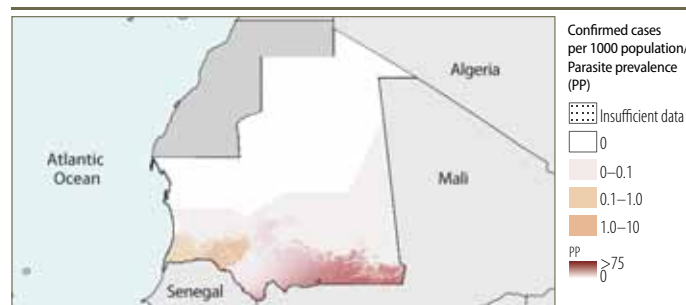 Algeria
Atlantic
Ocean
Mali
Senegal
Confirmed cases
per 1000 population/
Parasite prevalence
(PP)
Insufficient data
0
0–0.1
0.1–1.0
1.0–10
PP
>75
0